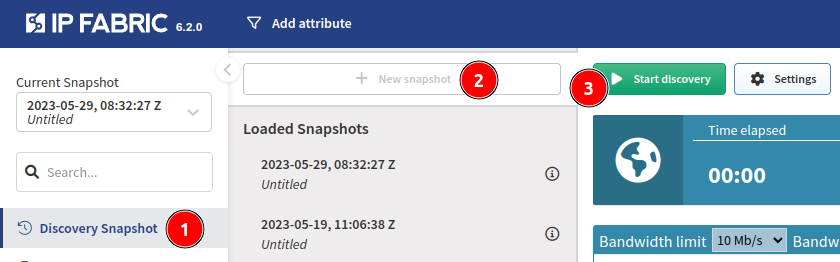 IP FABRIC 6.2.0
Add attribute
Current Snapshot
2023-05-29, 08:32:27 Z
Untitled
Search...
Discovery Snapshot
1
New snapshot
2
Loaded Snapshots
2023-05-29, 08:32:27 Z
Untitled
2023-05-19, 11:06:38 Z
Untitled
3
Start discovery
Settings
Time elapsed
00:00
Bandwidth limit 10 Mb/s Bandw